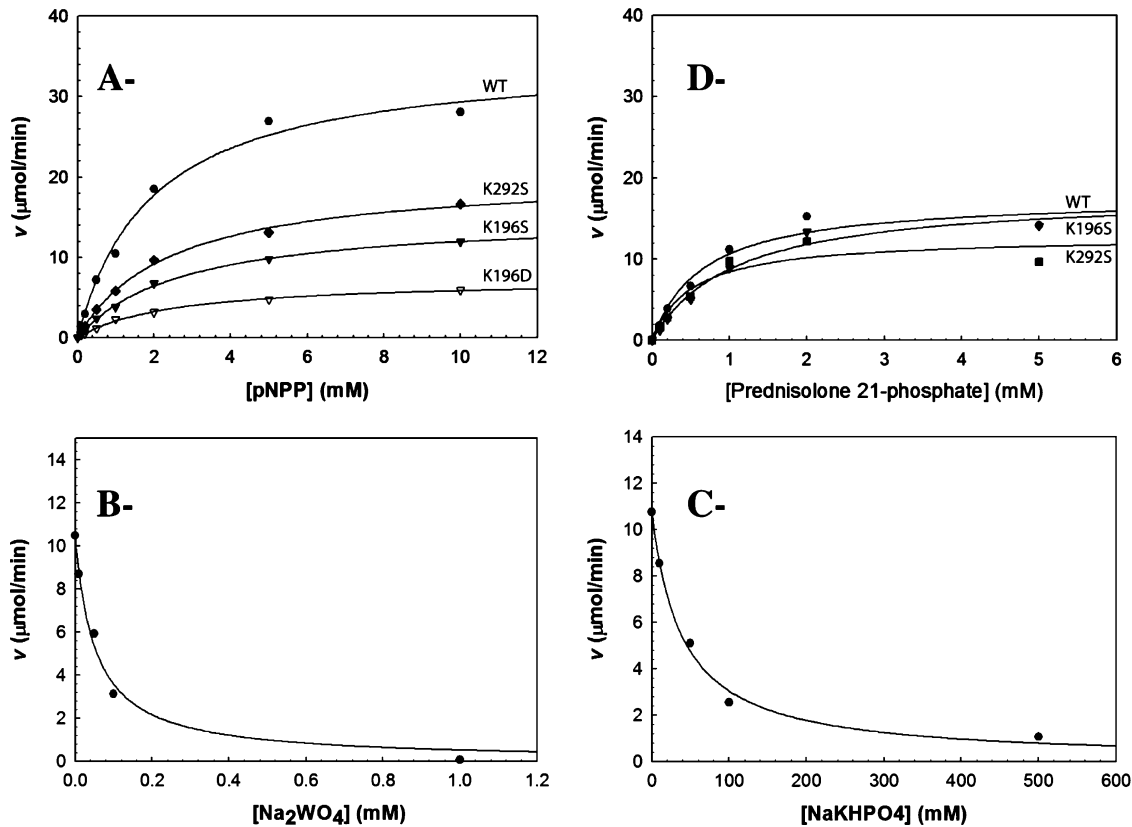 40
30
20
10
0
v (μmol/min)
A-
WT
K292S
K196S
K196D
0 2 4 6 8 10 12
[pNPP] (mM)
40
30
20
10
0
v (μmol/min)
D-
WT
K196S
K292S
0 1 2 3 4 5 6
[Prednisolone 21-phosphate] (mM)
14
12
10
8
6
4
2
0
v (μmol/min)
B-
0.0 0.2 0.4 0.6 0.8 1.0 1.2
[Na2WO4] (mM)
14
12
10
8
6
4
2
0
v (μmol/min)
C-
0 100 200 300 400 500 600
[NaKHPO4] (mM)